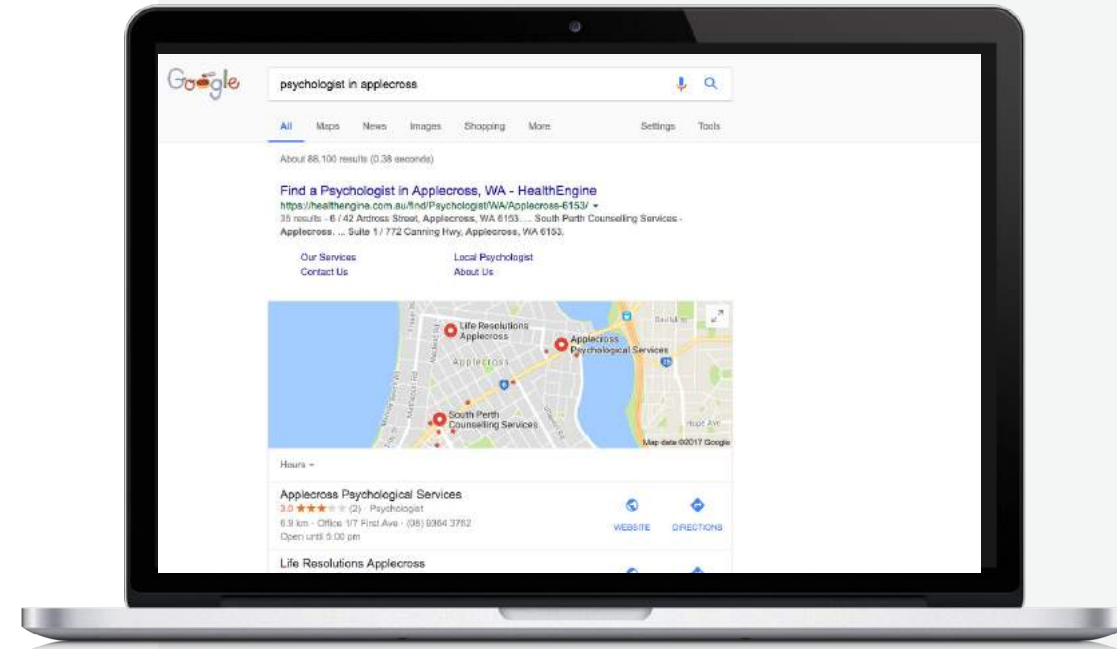 Google
psychologist in applecross
All Maps News Images Shopping More Settings Tools
About 88,100 results (0.38 seconds)
Find a Psychologist in Applecross, WA - HealthEngine
https://healthengine.com.au/find/Psychologist/WA/Applecross-6153/
35 results - 6 / 42 Ardross Street, Applecross, WA 6153. ... South Perth Counselling Services -
Applecross. ... Suite 1 / 772 Canning Hwy, Applecross, WA 6153.
Our Services Local Psychologist
Contact Us About Us
Life Resolutions
Applecross
Applecross
Psychological Services
Applecross
6
South Perth
Counselling Services
Hope Ave
Map data ©2017 Google
Hours
Applecross Psychological Services
3.0 ★★★★★ (2) · Psychologist
6.9 km · Office 1/7 First Ave · (08) 9364 3762
Open until 5:00 pm
WEBSITE DIRECTIONS
Life Resolutions Applecross